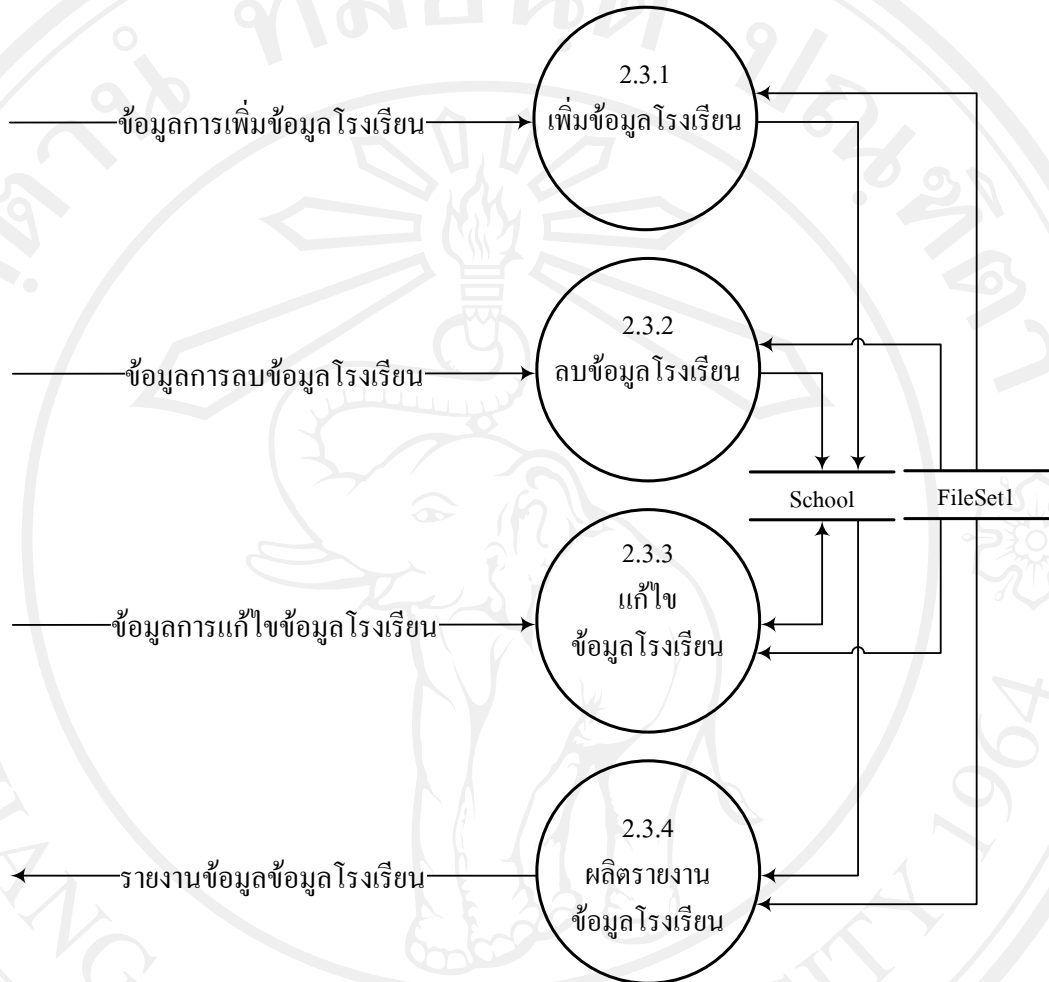 2.3.1
ข้อมูลการเพิ่มข้อมูลโรงเรียน
เพิ่มข้อมูลโรงเรียน
2.3.2
ข้อมูลการลบข้อมูลโรงเรียน
ลบข้อมูลโรงเรียน
School
FileSet1
2.3.3
แก้ไข
ข้อมูลโรงเรียน
ข้อมูลการแก้ไขข้อมูลโรงเรียน
2.3.4
รายงานข้อมูลข้อมูลโรงเรียน
ผลิตรายงาน
ข้อมูลโรงเรียน
1964